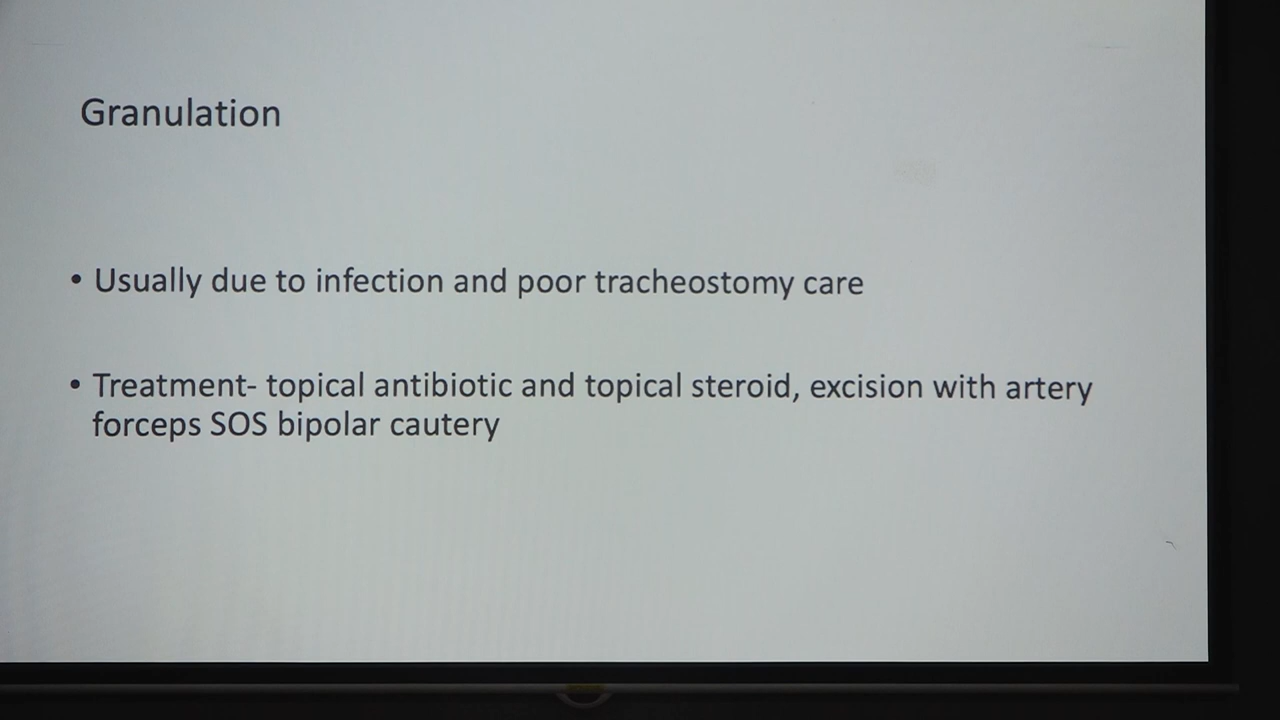 Granulation
• Usually due to infection and poor tracheostomy care
• Treatment- topical antibiotic and topical steroid, excision with artery
forceps SOS bipolar cautery